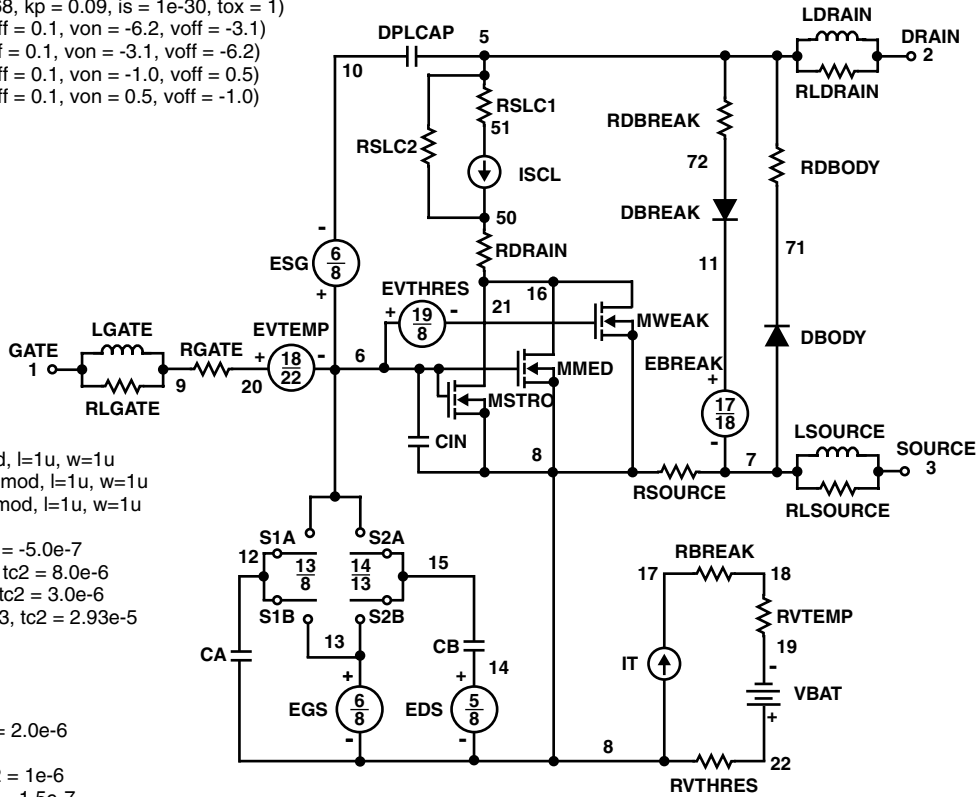 68, kp = 0.09, is = 1e-30, tox = 1)
ff = 0.1, von = -6.2, voff = -3.1)
f = 0.1, von = -3.1, voff = -6.2)
ff = 0.1, von = -1.0, voff = 0.5)
ff = 0.1, von = 0.5, voff = -1.0)
LDRAIN
DRAIN
2
RLDRAIN
DPLCAP
5
10
RSLC1
51
RSLC2
ISCL
50
RDRAIN
RDBREAK
72
RDBODY
DBREAK
71
11
-
ESG
6
8
+
EVTHRES
+
19
8
-
21
16
MWEAK
LGATE
GATE
1
RLGATE
9
RGATE
20
EVTEMP
+
18
22
-
6
MMED
MSTRO
DBODY
EBREAK
+
17
18
-
CIN
8
RSOURCE
7
LSOURCE
SOURCE
3
RLSOURCE
d, l=1u, w=1u
mod, l=1u, w=1u
mod, l=1u, w=1u
= -5.0e-7
tc2 = 8.0e-6
tc2 = 3.0e-6
3, tc2 = 2.93e-5
= 2.0e-6
= 1e-6
S1A
S2A
12
13
8
14
13
15
S1B
S2B
13
CA
CB
14
+
EGS
6
8
-
+
EDS
5
8
-
8
RBREAK
17
18
RVTEMP
19
IT
-
VBAT
+
22
RVTHRES